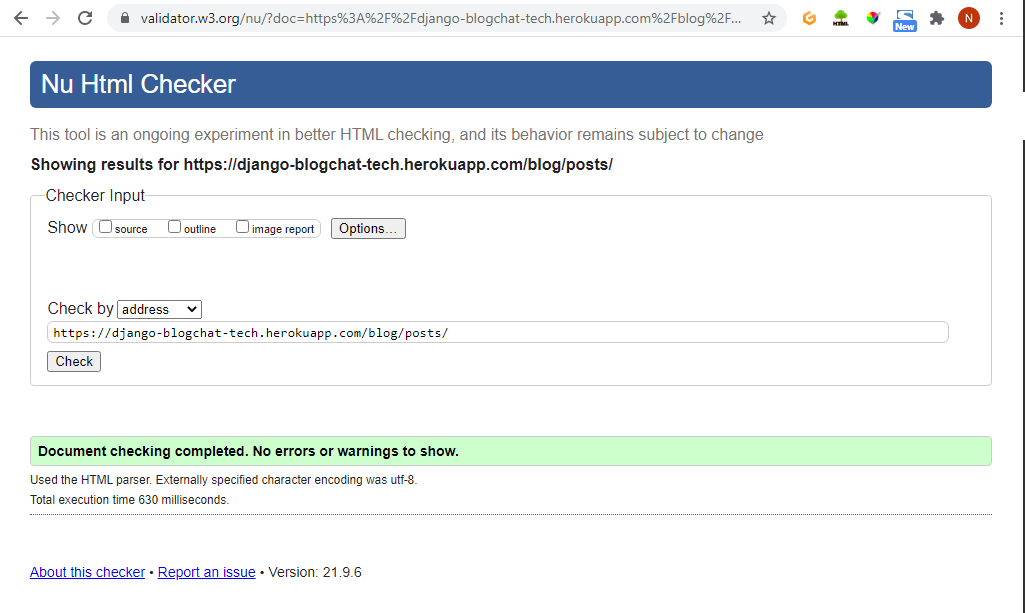 validator.w3.org/nu/?doc=https%3A%2F%2Fdjango-blogchat-tech.herokuapp.com%2Fblog%2F...
HTML
New
N
Nu Html Checker
This tool is an ongoing experiment in better HTML checking, and its behavior remains subject to change
Showing results for https://django-blogchat-tech.herokuapp.com/blog/posts/
Checker Input
Show source outline image report Options...
Check by address
https://django-blogchat-tech.herokuapp.com/blog/posts/
Check
Document checking completed. No errors or warnings to show.
Used the HTML parser. Externally specified character encoding was utf-8.
Total execution time 630 milliseconds.
About this checker • Report an issue • Version: 21.9.6